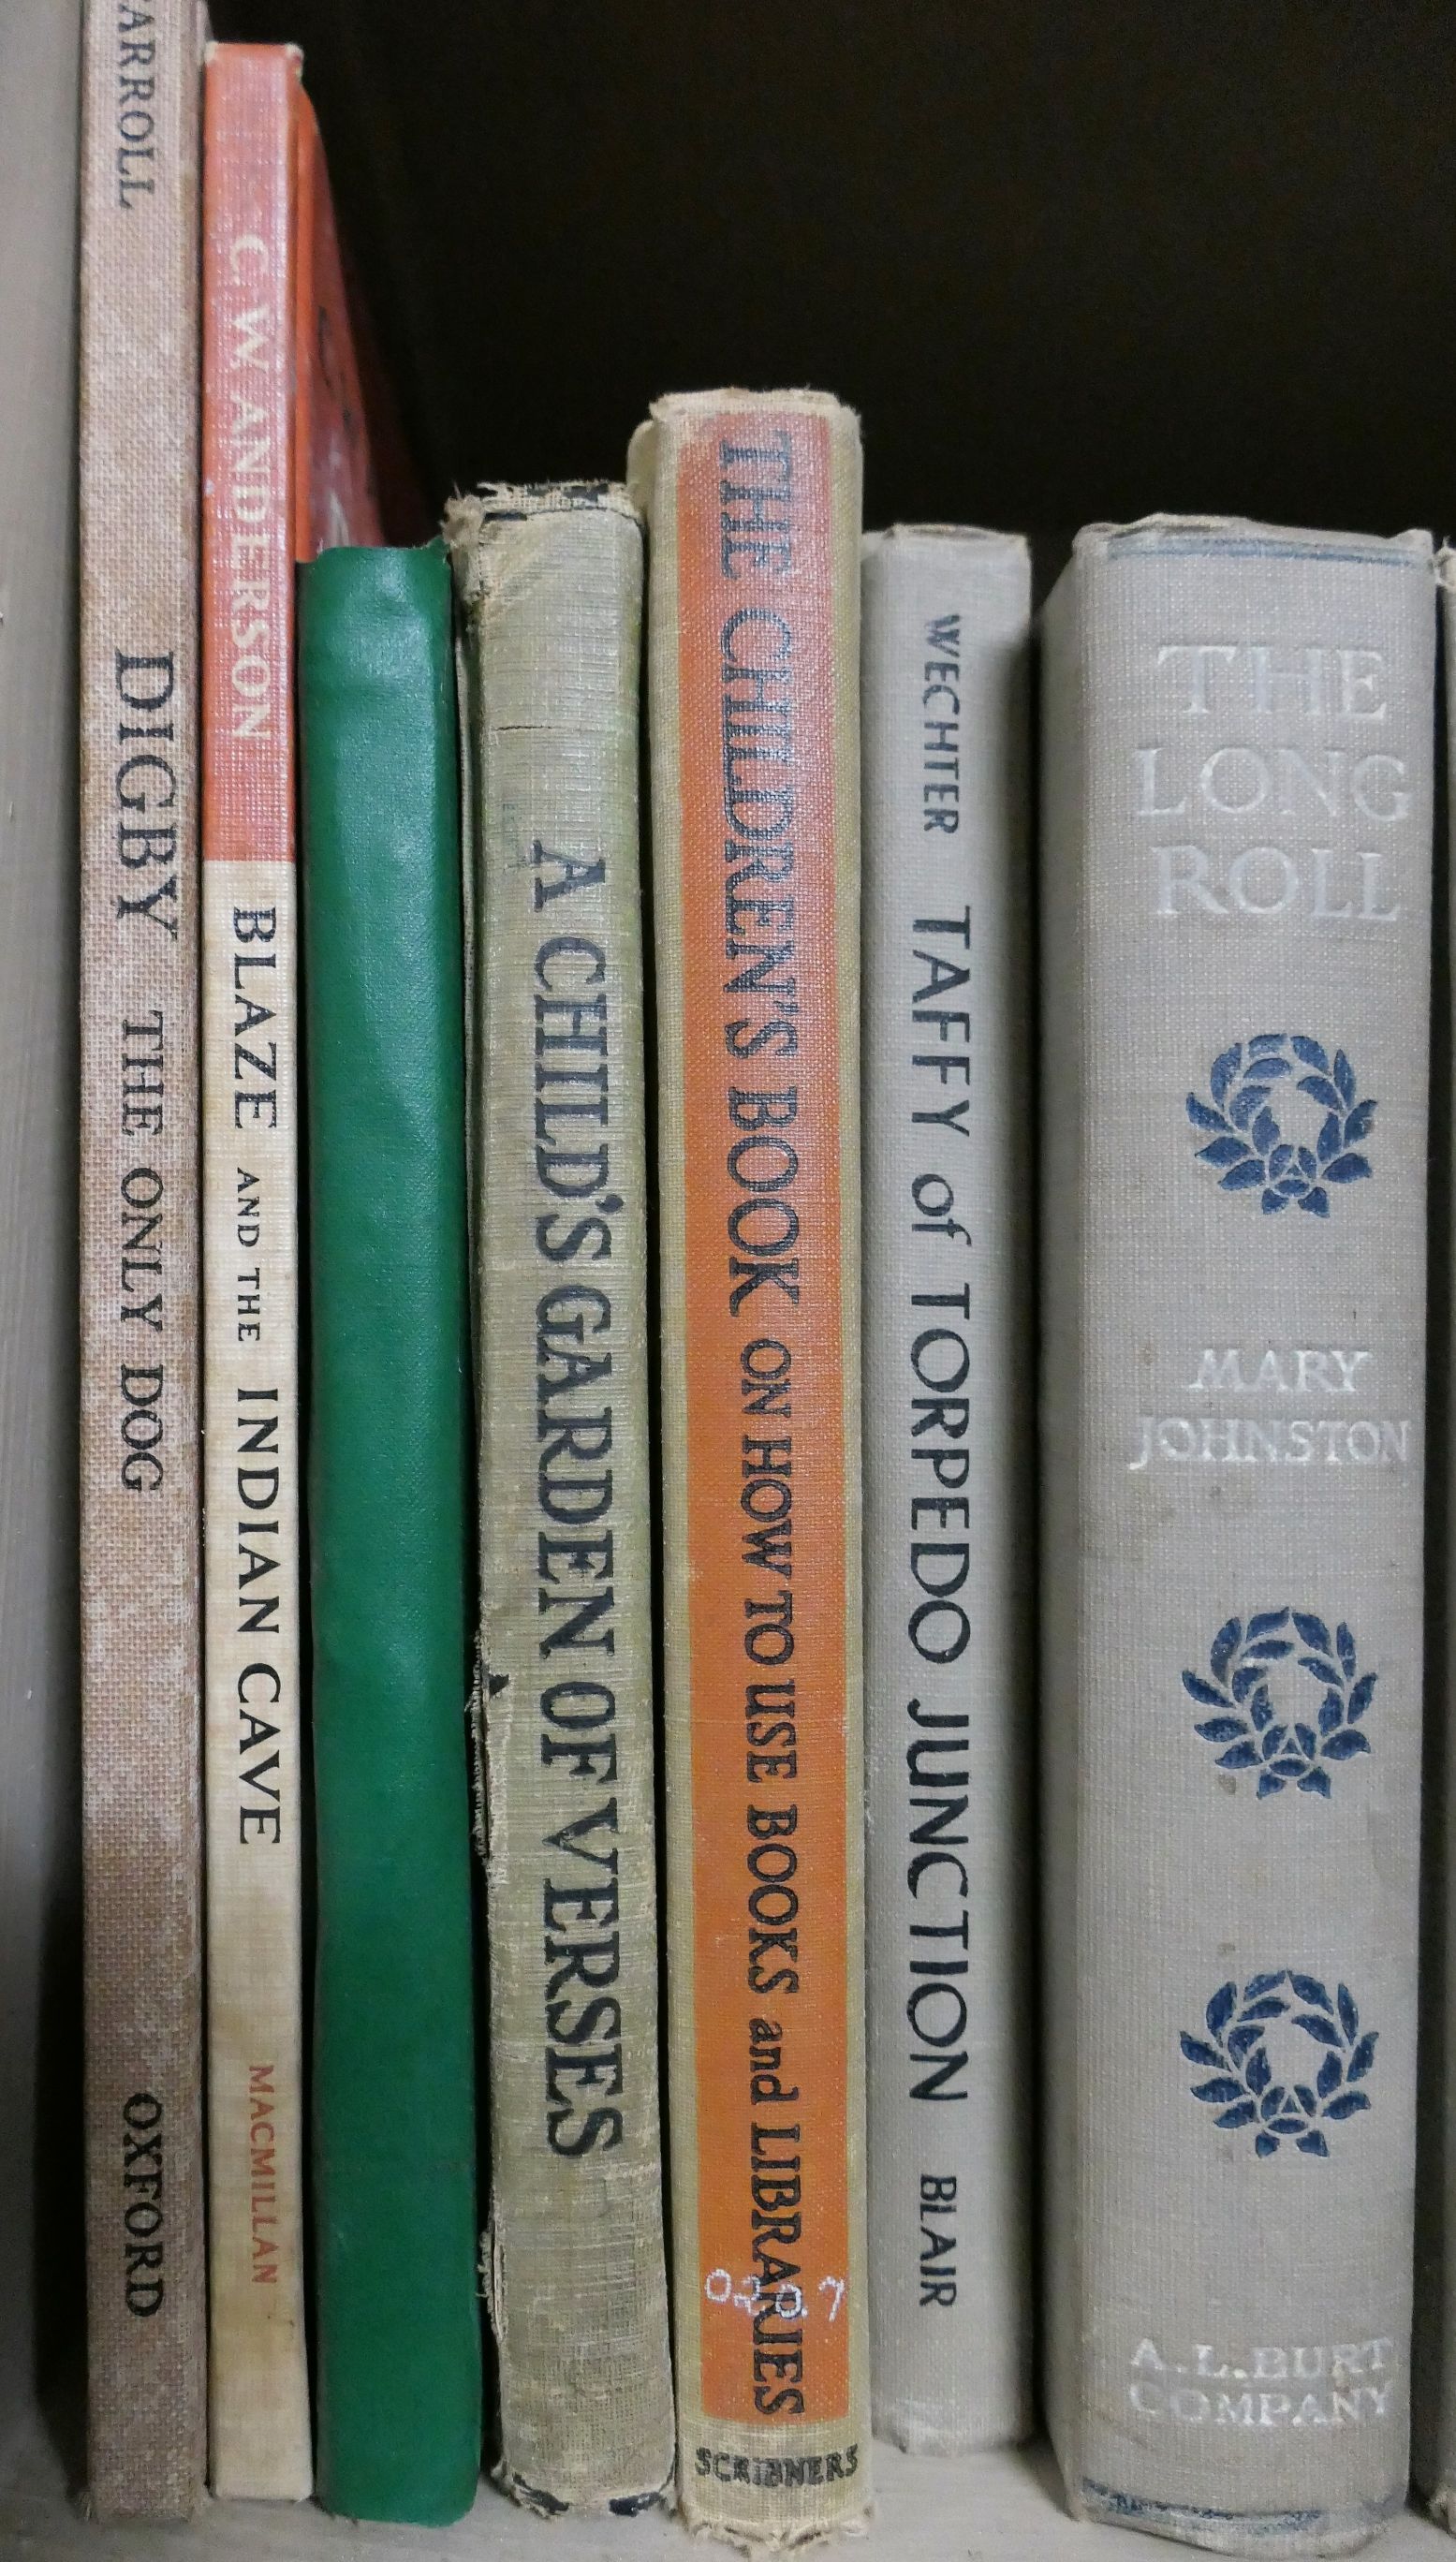 ARROLL
DIGBY THE ONLY DOG
OXFORD
C. W. ANDERSON
BLAZE AND THE INDIAN CAVE
MACMILLAN
A CHILD'S GARDEN OF VERSES
THE CHILDREN'S BOOK ON HOW TO USE BOOKS and LIBRARIES
020.7
SCRIBNERS
WECHTER
TAFFY of TORPEDO JUNCTION
BLAIR
THE
LONG
ROLL
MARY
JOHNSTON
A. L. BURT
COMPANY